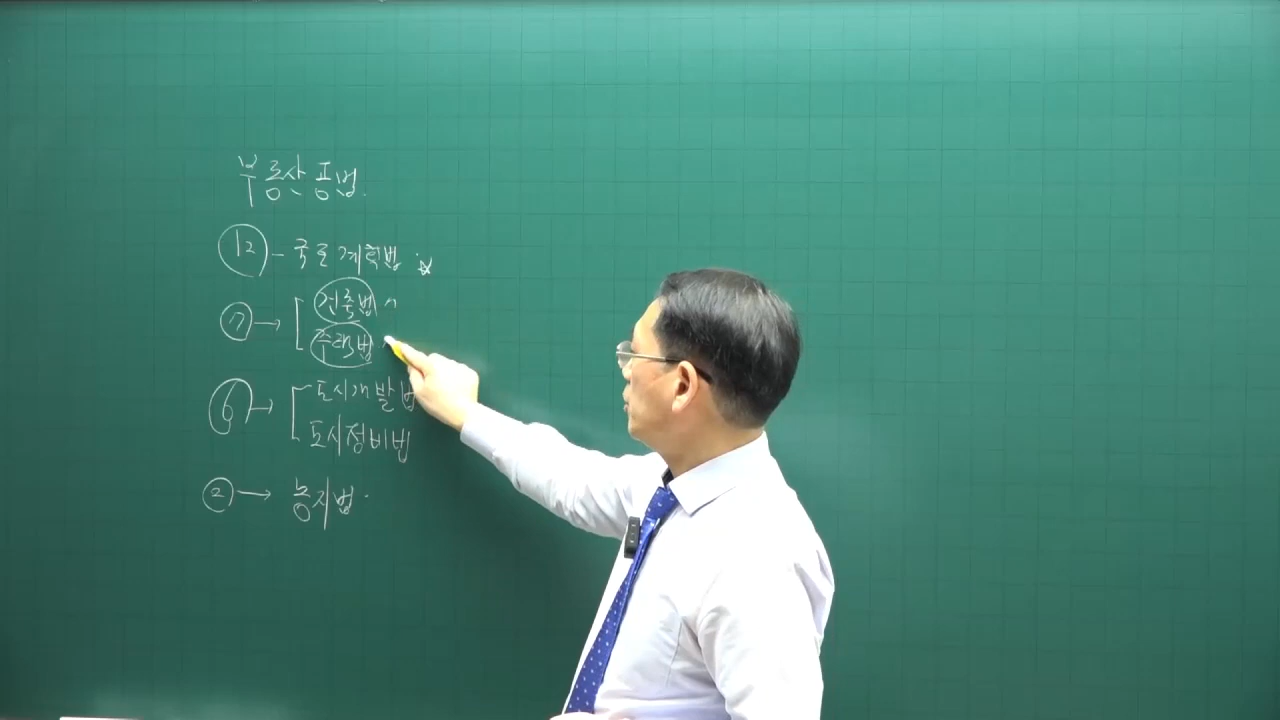 부동산 공법.
⑫ - 국토계획법 ☆
⑦ → [ 건축법
주택법
⑥ → [ 도시개발법
도시정비법
② → 농지법.